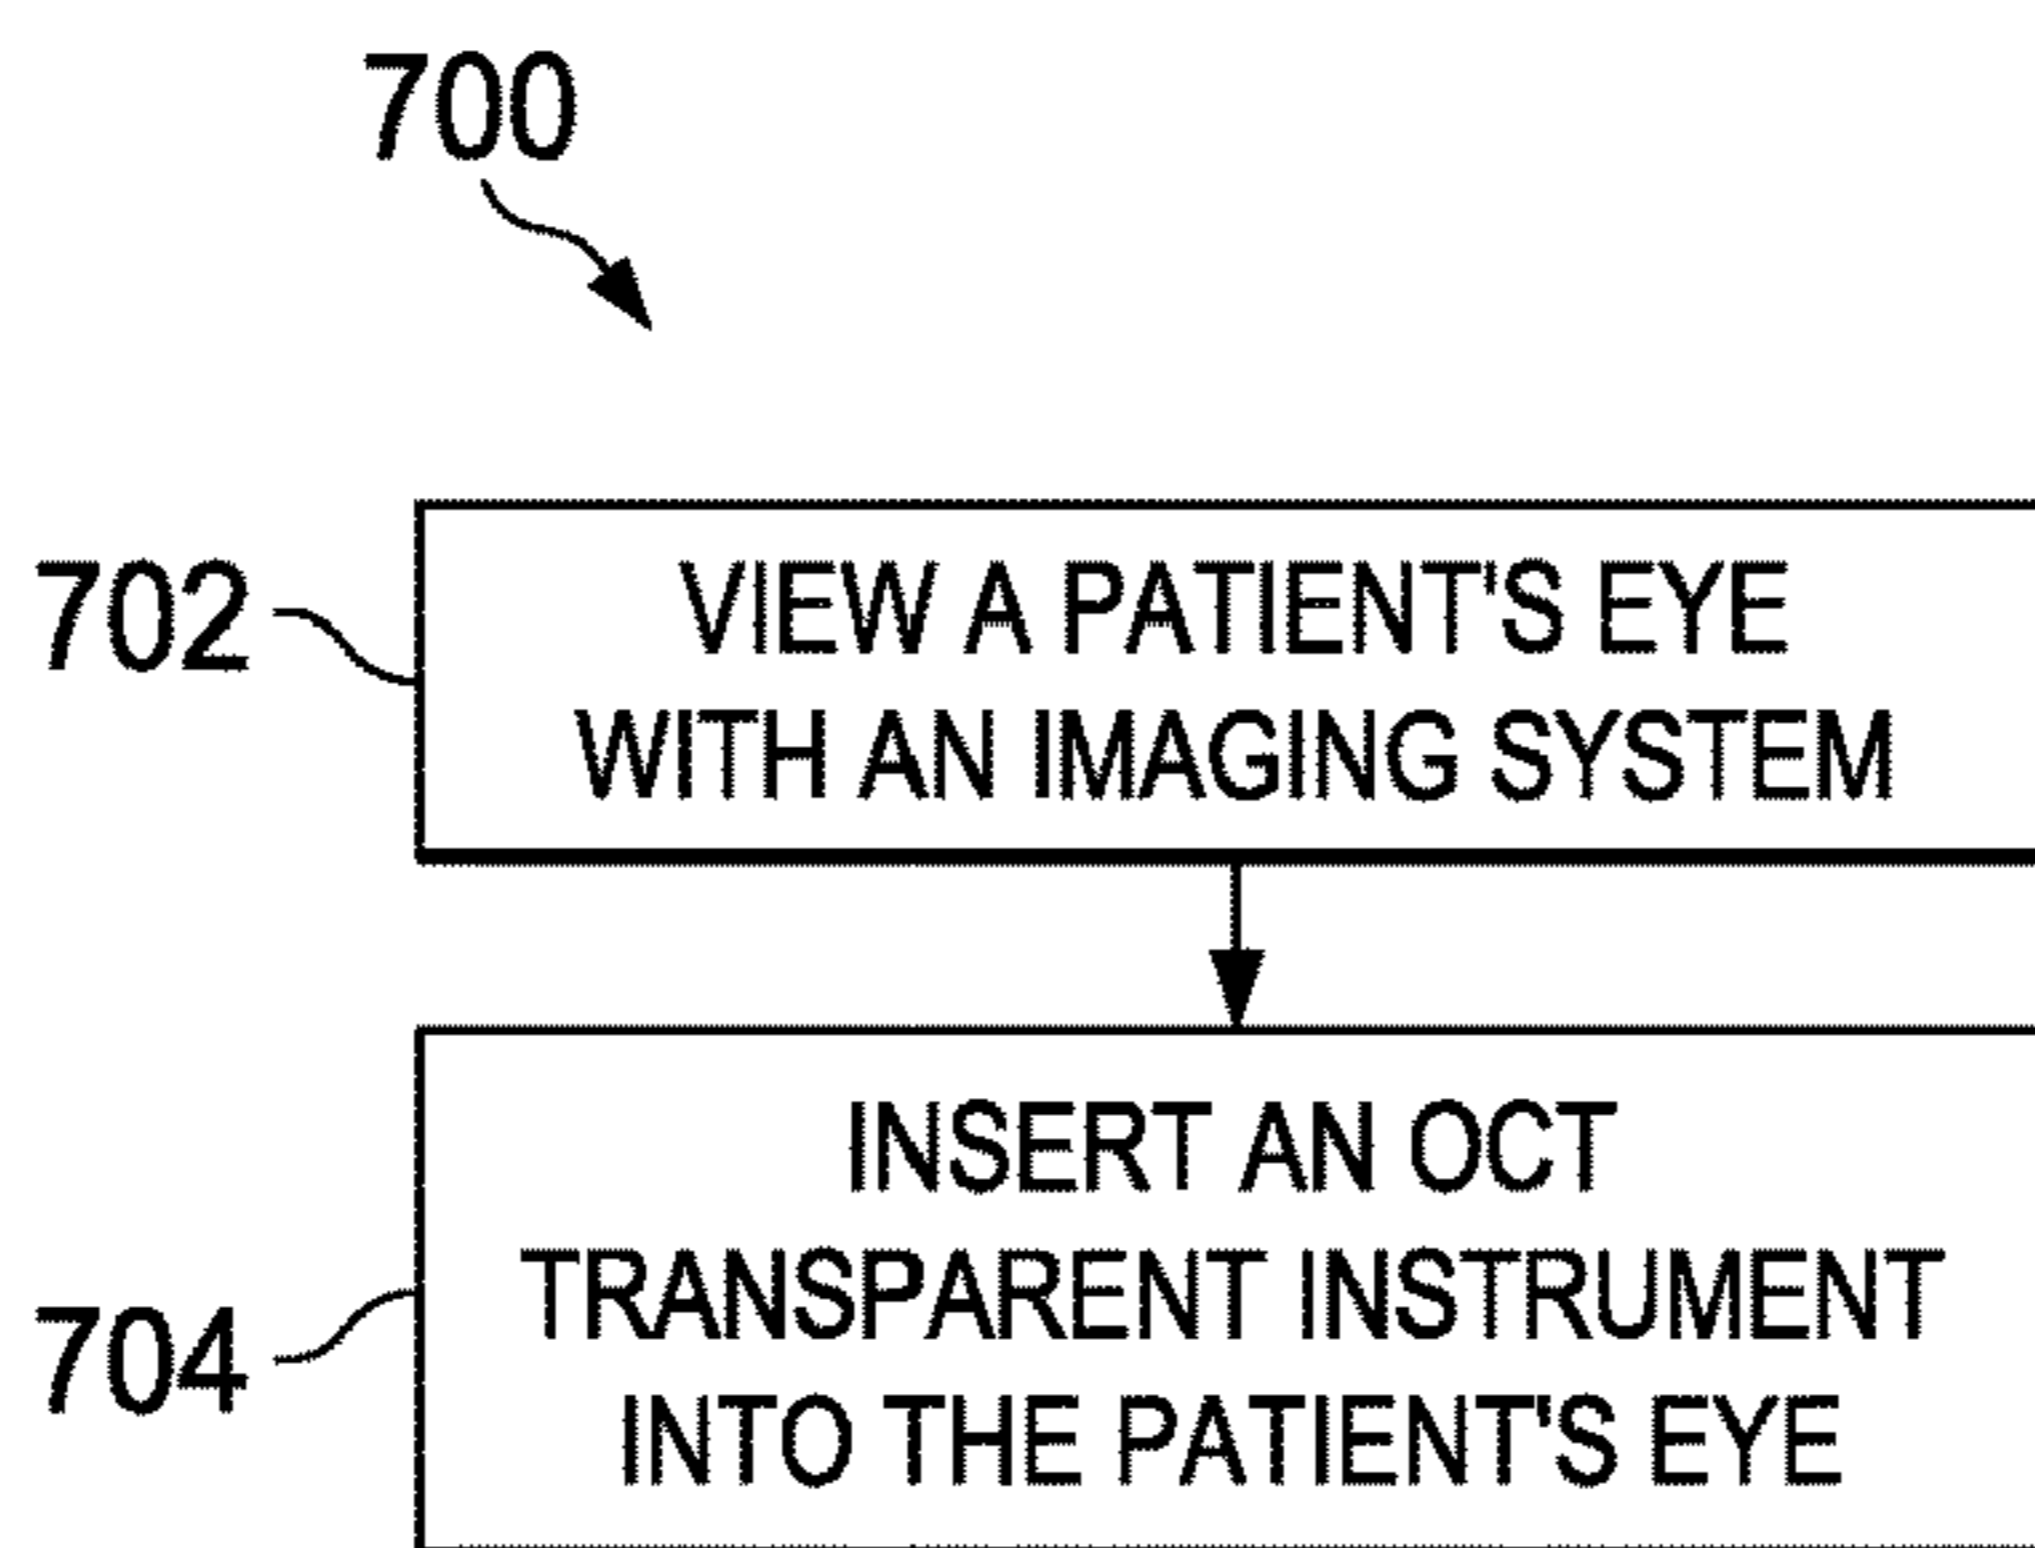 700
702
VIEW A PATIENT'S EYE
WITH AN IMAGING SYSTEM
704
INSERT AN OCT
TRANSPARENT INSTRUMENT
INTO THE PATIENT'S EYE